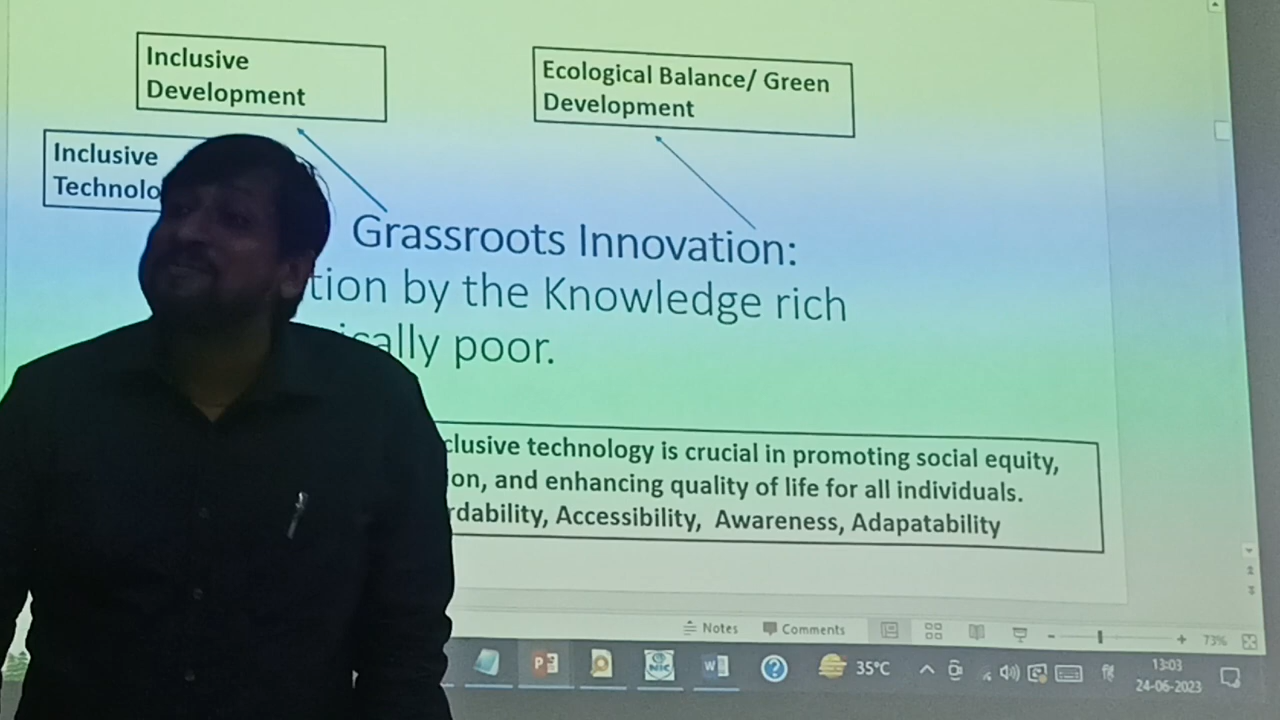 Inclusive
Development
Ecological Balance/ Green
Development
Inclusive
Technolo
Grassroots Innovation:
tion by the Knowledge rich
ically poor.
clusive technology is crucial in promoting social equity,
ion, and enhancing quality of life for all individuals.
rdability, Accessibility, Awareness, Adapatability
Notes
Comments
73%
35°C
13:03
24-06-2023